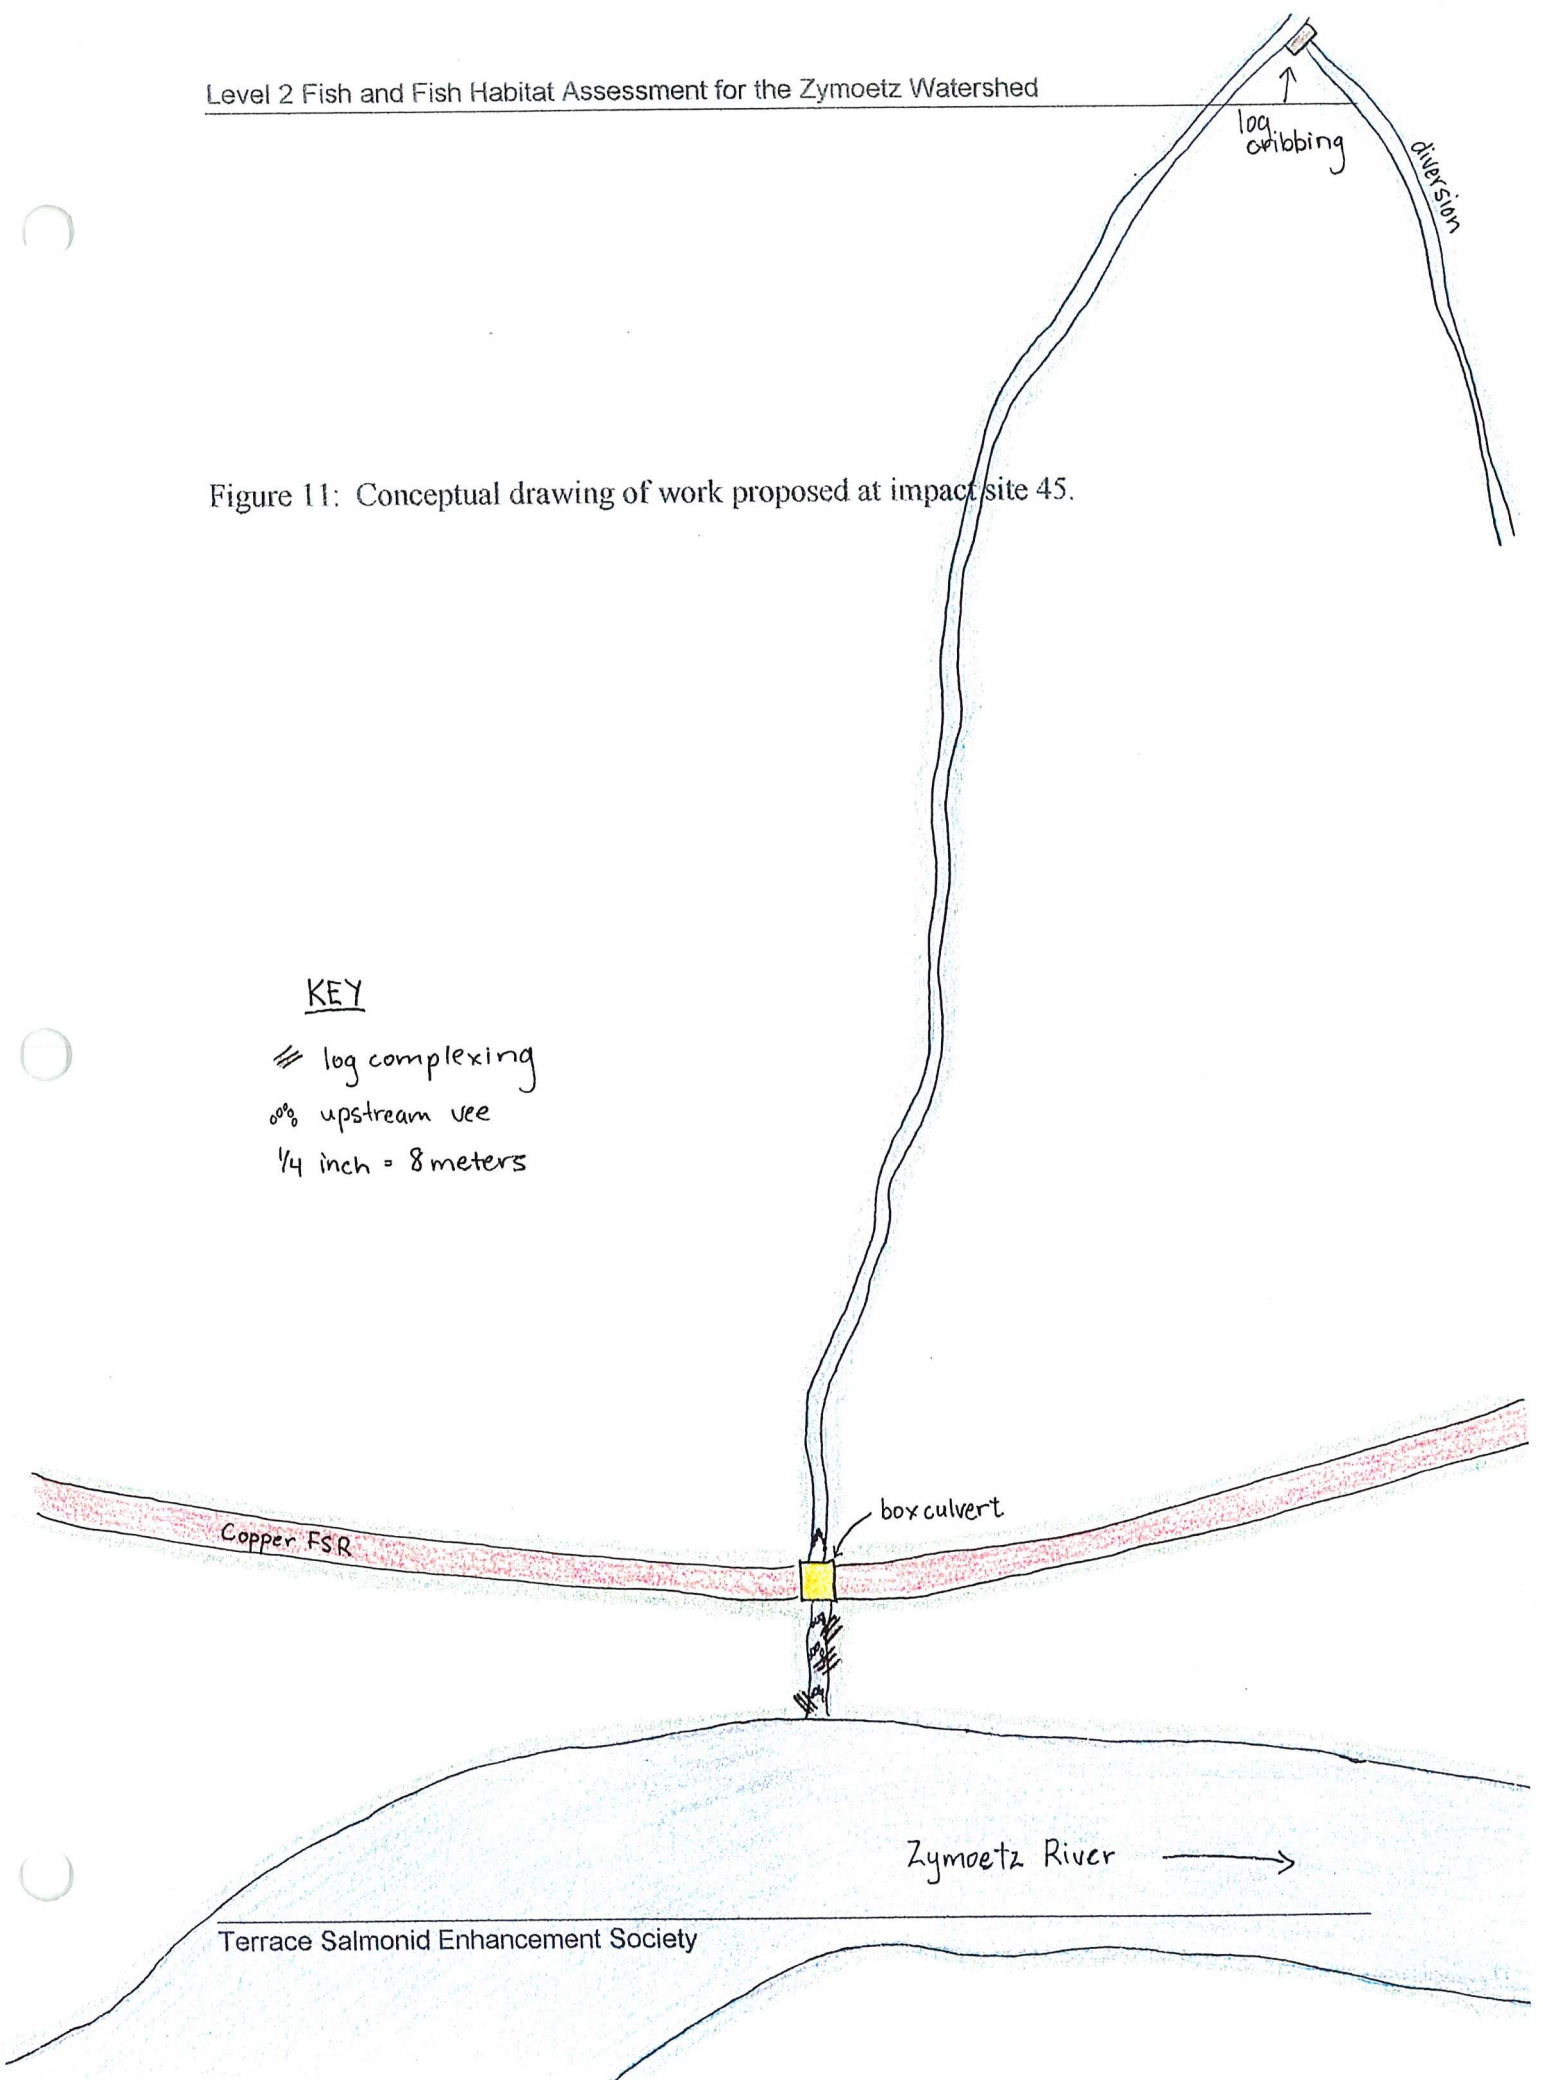 Level 2 Fish and Fish Habitat Assessment for the Zymoetz Watershed
log
cribbing
diversion
Figure 11: Conceptual drawing of work proposed at impact site 45.
KEY
log complexing
upstream vee
1/4 inch = 8 meters
box culvert
Copper FSR
Zymoetz River
Terrace Salmonid Enhancement Society